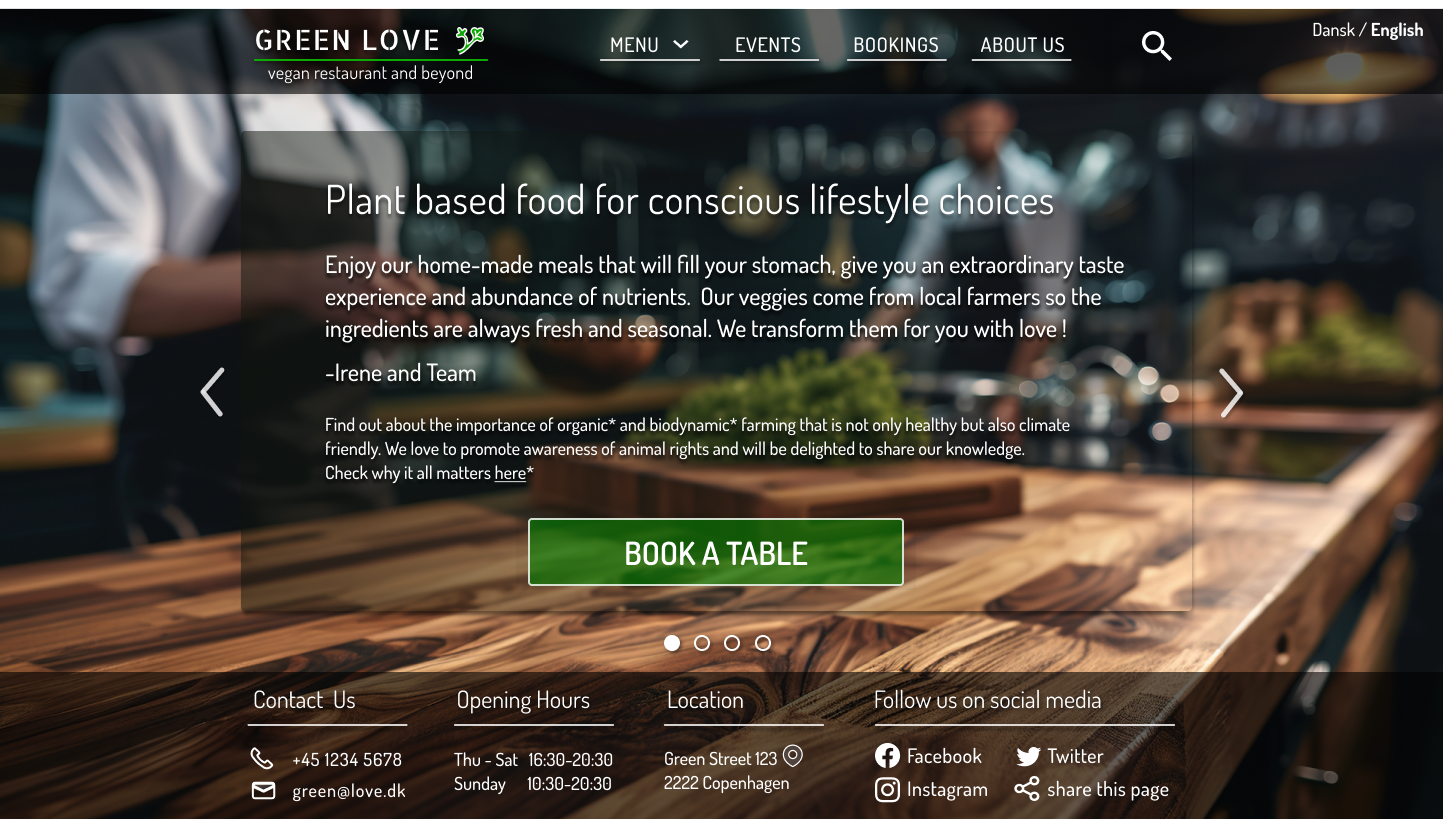 GREEN LOVE
vegan restaurant and beyond
MENU EVENTS BOOKINGS ABOUT US
Dansk / English
Plant based food for conscious lifestyle choices
Enjoy our home-made meals that will fill your stomach, give you an extraordinary taste
experience and abundance of nutrients. Our veggies come from local farmers so the
ingredients are always fresh and seasonal. We transform them for you with love !
-Irene and Team
Find out about the importance of organic* and biodynamic* farming that is not only healthy but also climate
friendly. We love to promote awareness of animal rights and will be delighted to share our knowledge.
Check why it all matters here*
BOOK A TABLE
Contact Us
+45 1234 5678
green@love.dk
Opening Hours
Thu - Sat 16:30-20:30
Sunday 10:30-20:30
Location
Green Street 123
2222 Copenhagen
Follow us on social media
Facebook Twitter
Instagram share this page